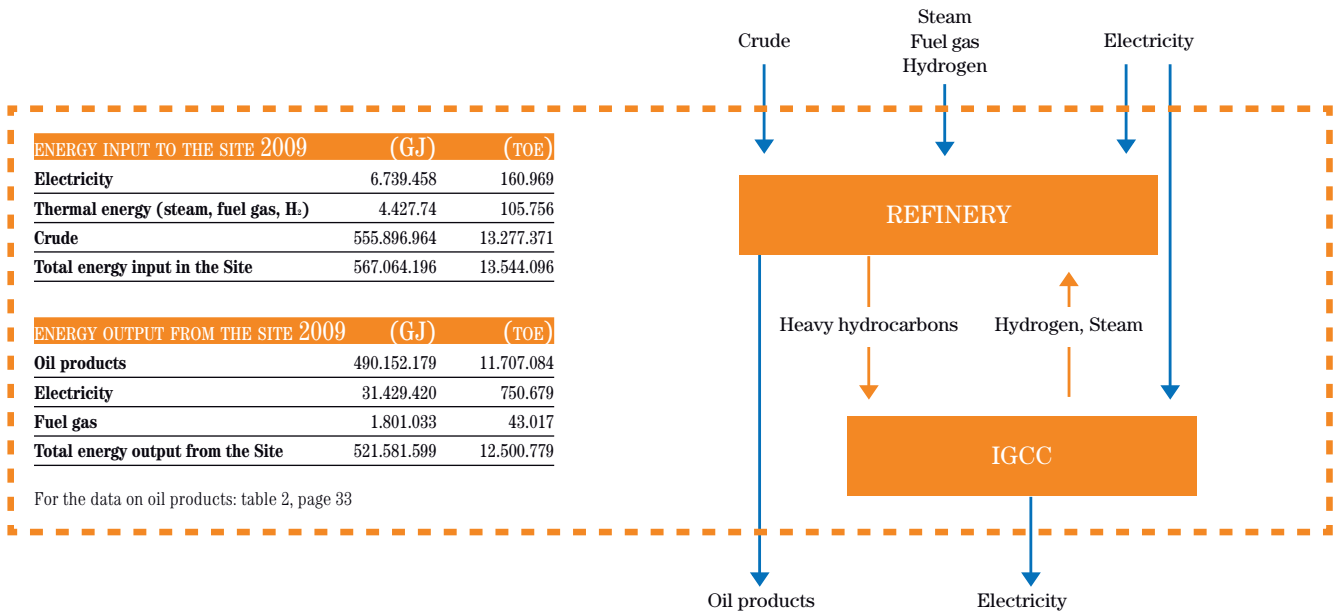 Steam
Crude Fuel gas Electricity
Hydrogen
ENERGY INPUT TO THE SITE 2009 (GJ) (TOE)
Electricity 6.739.458 160.969
Thermal energy (steam, fuel gas, H₂) 4.427.74 105.756
Crude 555.896.964 13.277.371
Total energy input in the Site 567.064.196 13.544.096
ENERGY OUTPUT FROM THE SITE 2009 (GJ) (TOE)
Oil products 490.152.179 11.707.084
Electricity 31.429.420 750.679
Fuel gas 1.801.033 43.017
Total energy output from the Site 521.581.599 12.500.779
For the data on oil products: table 2, page 33
REFINERY
Heavy hydrocarbons Hydrogen, Steam
IGCC
Oil products Electricity